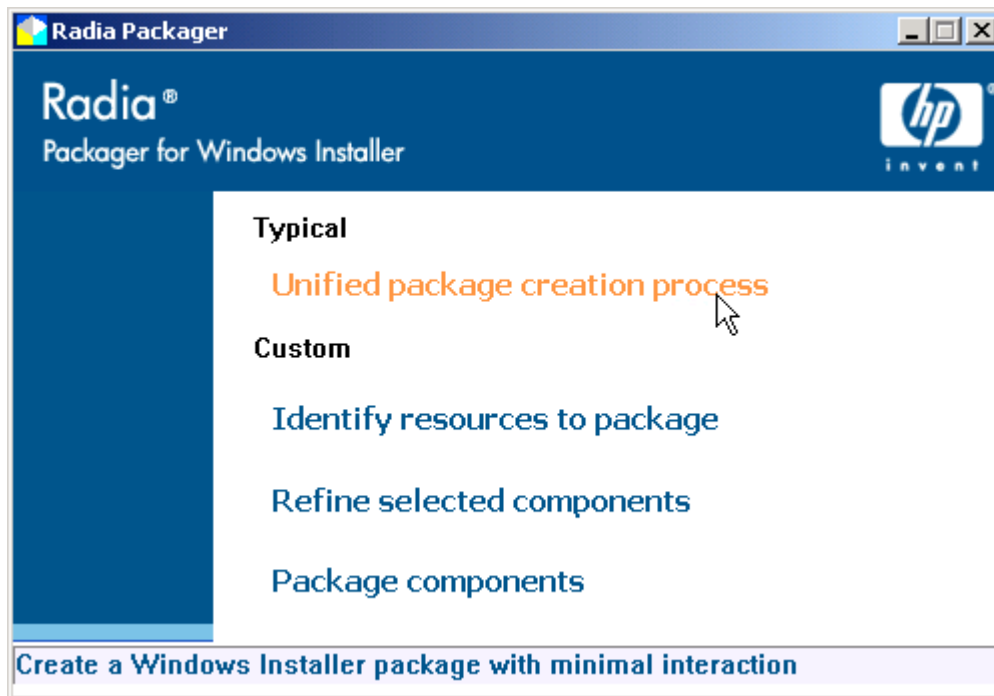 Radia Packager
Radia®
Packager for Windows Installer
hp
®
invent
Typical
Unified package creation process
Custom
Identify resources to package
Refine selected components
Package components
Create a Windows Installer package with minimal interaction